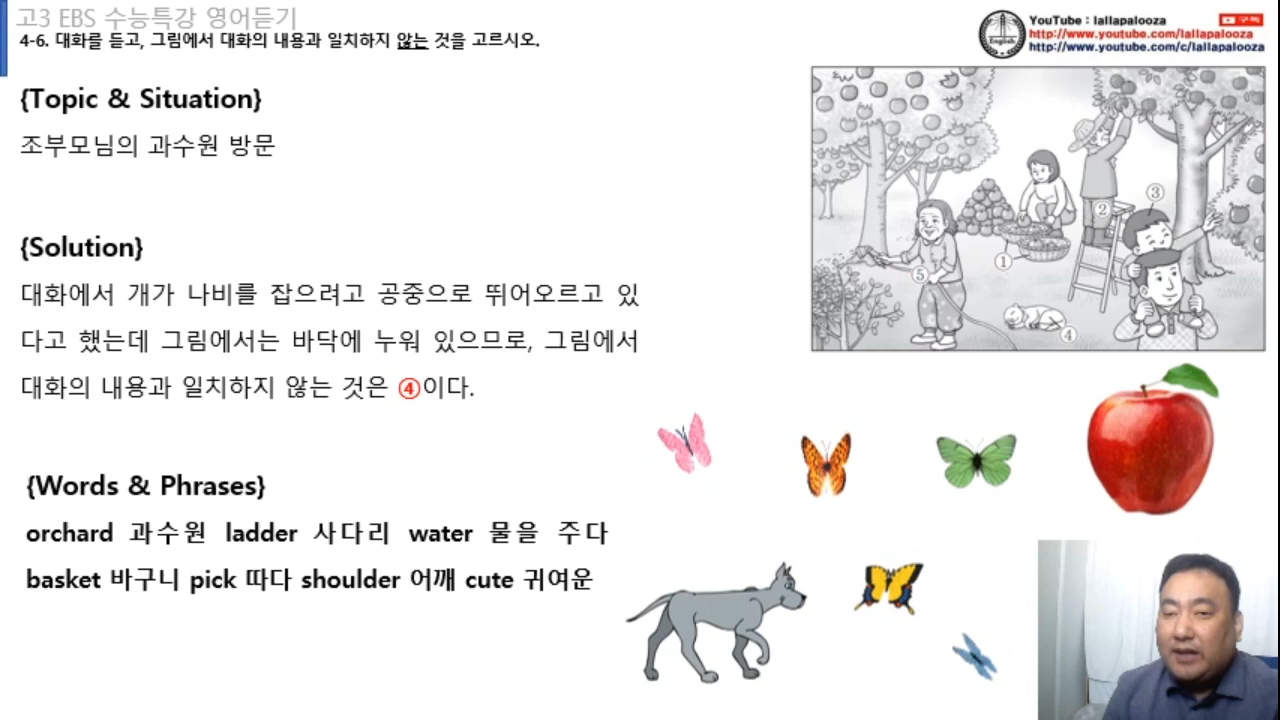 고3 EBS 수능특강 영어듣기
4-6. 대화를 듣고, 그림에서 대화의 내용과 일치하지 않는 것을 고르시오.
YouTube : lallapalooza 구독
http://www.youtube.com/lallapalooza
http://www.youtube.com/c/lallapalooza
English
{Topic & Situation}
조부모님의 과수원 방문
③
②
①
⑤
④
{Solution}
대화에서 개가 나비를 잡으려고 공중으로 뛰어오르고 있
다고 했는데 그림에서는 바닥에 누워 있으므로, 그림에서
대화의 내용과 일치하지 않는 것은 ④이다.
{Words & Phrases}
orchard 과수원 ladder 사다리 water 물을 주다
basket 바구니 pick 따다 shoulder 어깨 cute 귀여운